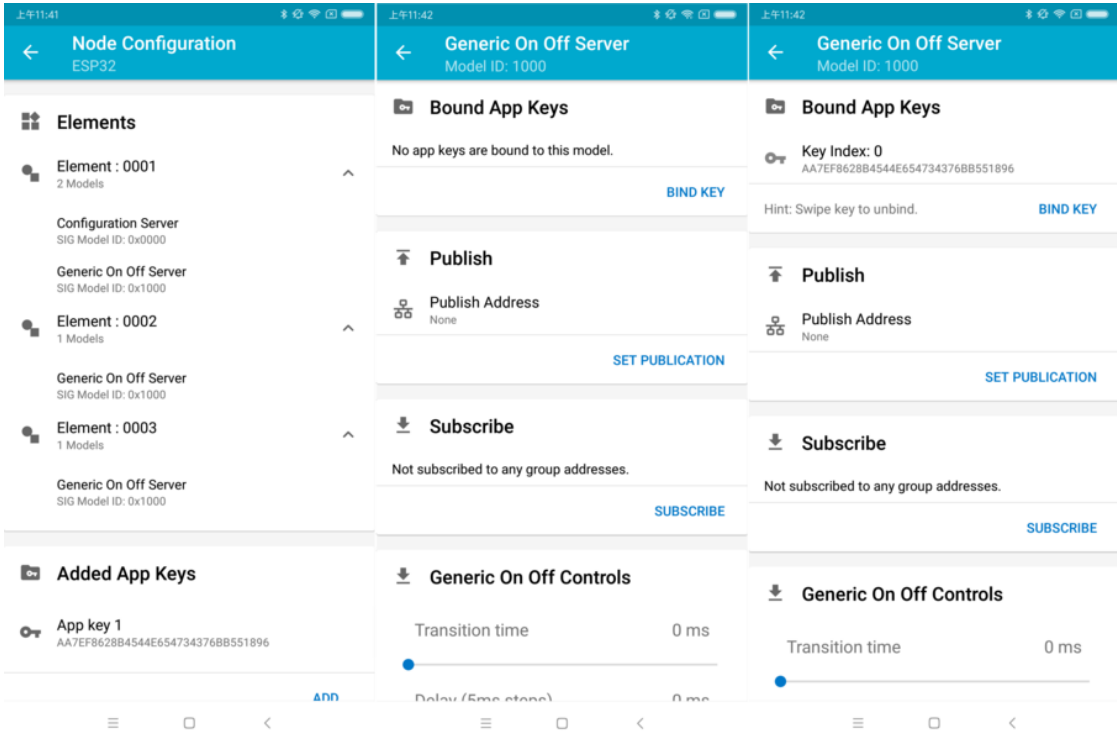 上午11:41
Node Configuration
ESP32
Elements
Element : 0001
2 Models
Configuration Server
SIG Model ID: 0x0000
Generic On Off Server
SIG Model ID: 0x1000
Element : 0002
1 Models
Generic On Off Server
SIG Model ID: 0x1000
Element : 0003
1 Models
Generic On Off Server
SIG Model ID: 0x1000
Added App Keys
App key 1
AA7EF8628B4544E654734376BB551896
ADD
上午11:42
Generic On Off Server
Model ID: 1000
Bound App Keys
No app keys are bound to this model.
BIND KEY
Publish
Publish Address
None
SET PUBLICATION
Subscribe
Not subscribed to any group addresses.
SUBSCRIBE
Generic On Off Controls
Transition time 0 ms
Delay (5ms steps) 0 ms
上午11:42
Generic On Off Server
Model ID: 1000
Bound App Keys
Key Index: 0
AA7EF8628B4544E654734376BB551896
Hint: Swipe key to unbind. BIND KEY
Publish
Publish Address
None
SET PUBLICATION
Subscribe
Not subscribed to any group addresses.
SUBSCRIBE
Generic On Off Controls
Transition time 0 ms